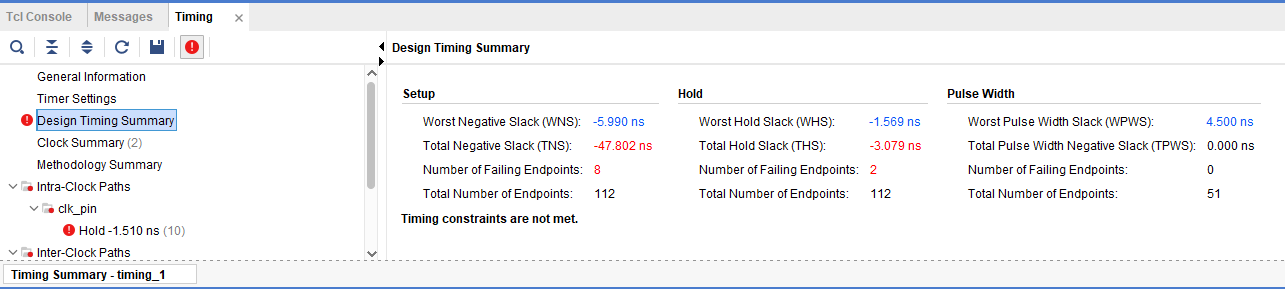 Tcl Console Messages Timing
Design Timing Summary
General Information
Timer Settings
Design Timing Summary
Clock Summary (2)
Methodology Summary
Intra-Clock Paths
clk_pin
Hold -1.510 ns (10)
Inter-Clock Paths
Setup Hold Pulse Width
Worst Negative Slack (WNS): -5.990 ns Worst Hold Slack (WHS): -1.569 ns Worst Pulse Width Slack (WPWS): 4.500 ns
Total Negative Slack (TNS): -47.802 ns Total Hold Slack (THS): -3.079 ns Total Pulse Width Negative Slack (TPWS): 0.000 ns
Number of Failing Endpoints: 8 Number of Failing Endpoints: 2 Number of Failing Endpoints: 0
Total Number of Endpoints: 112 Total Number of Endpoints: 112 Total Number of Endpoints: 51
Timing constraints are not met.
Timing Summary - timing_1